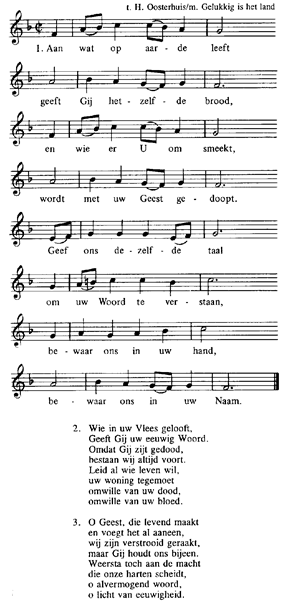 t. H. Oosterhuis/m. Gelukkig is het land
1. Aan wat op aar - de leeft
geeft Gij het - zelf - de brood,
en wie er U om smeekt,
wordt met uw Geest ge - doopt.
Geef ons de - zelf - de taal
om uw Woord te ver - staan,
be - waar ons in uw hand,
be - waar ons in uw Naam.
2. Wie in uw Vlees gelooft,
Geeft Gij uw eeuwig Woord.
Omdat Gij zijt gedood,
bestaan wij altijd voort.
Leid al wie leven wil,
uw woning tegemoet
omwille van uw dood,
omwille van uw bloed.
3. O Geest, die levend maakt
en voegt het al aaneen,
wij zijn verstrooid geraakt,
maar Gij houdt ons bijeen.
Weersta toch aan de macht
die onze harten scheidt,
o alvermogend woord,
o licht van eeuwigheid.